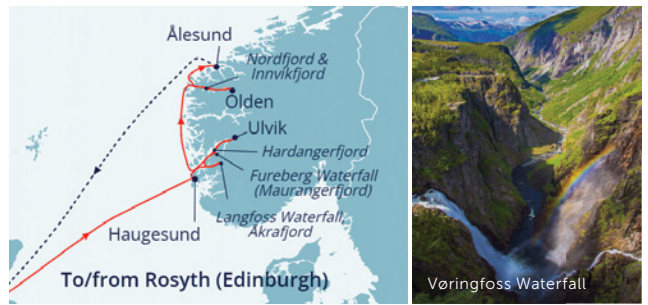 Ålesund
Nordfjord &
Innvikfjord
Olden
Ulvik
Hardangerfjord
Fureberg Waterfall
(Maurangerfjord)
Langfoss Waterfall,
Åkrafjord
Haugesund
To/from Rosyth (Edinburgh)
Vøringfoss Waterfall